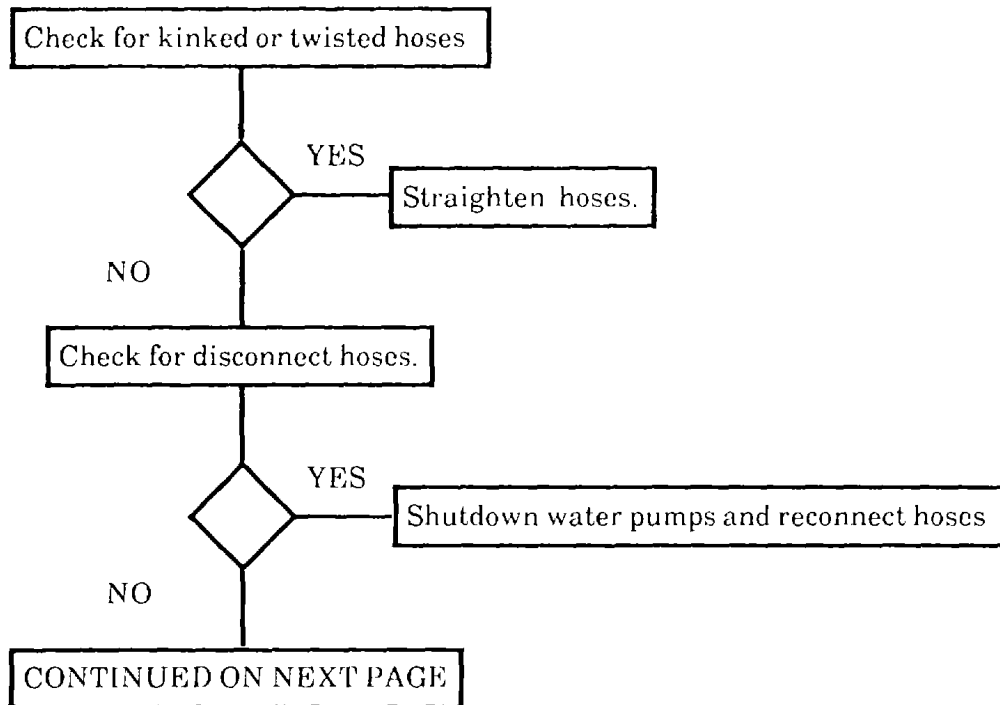 Check for kinked or twisted hoses
YES
Straighten hoses.
NO
Check for disconnect hoses.
YES
Shutdown water pumps and reconnect hoses
NO
CONTINUED ON NEXT PAGE